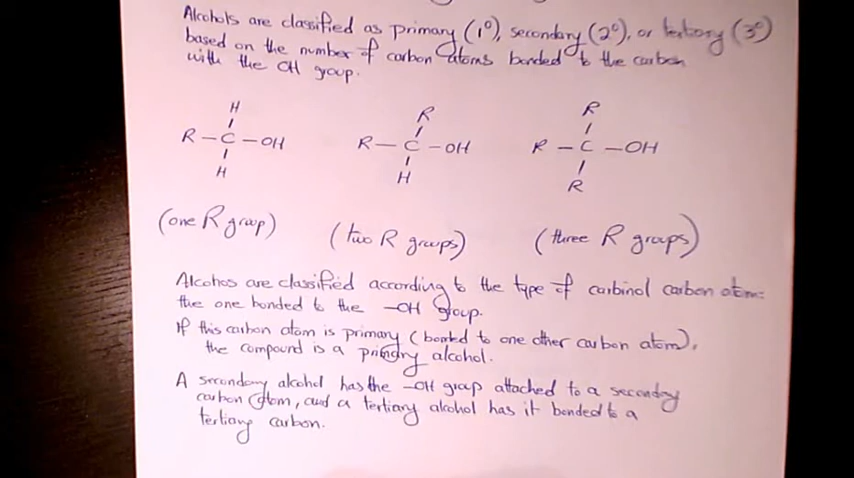 Alcohols are classified as primary (1°), secondary (2°), or tertiary (3°)
based on the number of carbon atoms bonded to the carbon
with the OH group.
H R R
R – C – OH R – C – OH R – C – OH
H H R
(one R group) (two R groups) (three R groups)
Alcohos are classified according to the type of carbinol carbon atom:
the one bonded to the –OH group.
If this carbon atom is primary (bonted to one other carbon atom),
the compound is a primary alcohol.
A secondary alcohol has the –OH group attached to a secondary
carbon atom, and a tertiary alcohol has it bonded to a
tertiary carbon.